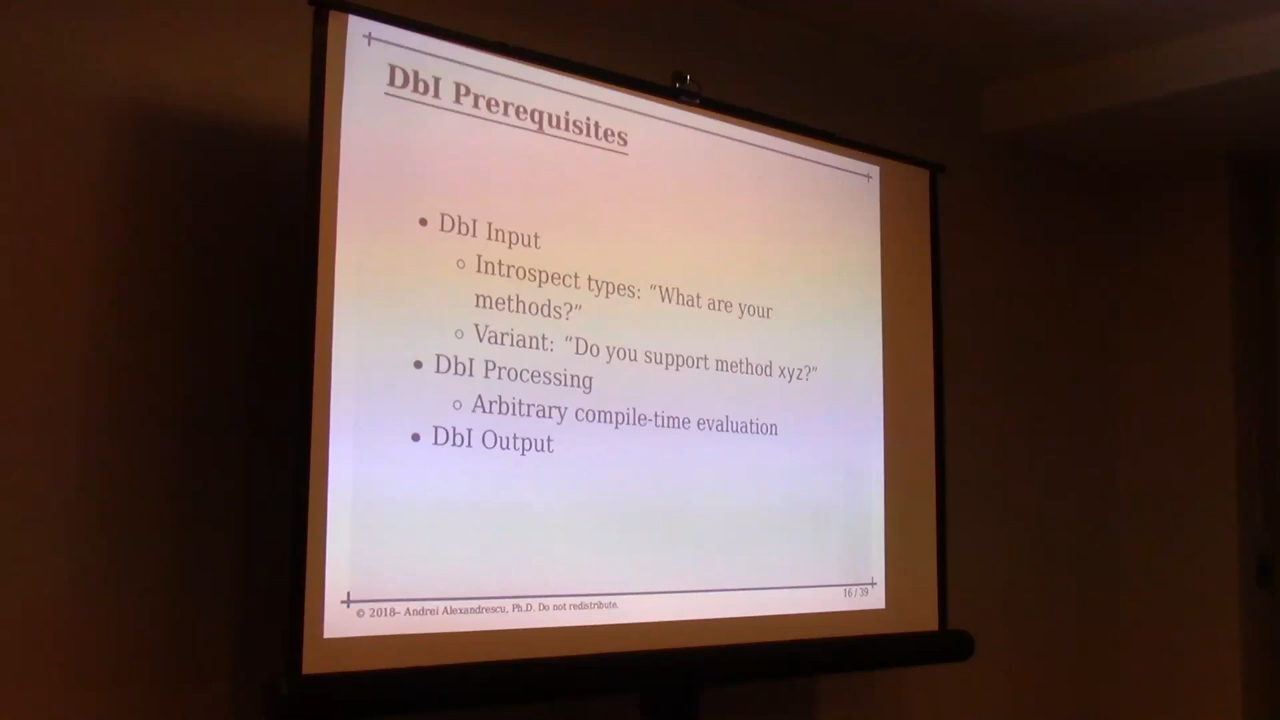 DbI Prerequisites
• DbI Input
◦ Introspect types: “What are your
methods?”
◦ Variant: “Do you support method xyz?”
• DbI Processing
◦ Arbitrary compile-time evaluation
• DbI Output
© 2018– Andrei Alexandrescu, Ph.D. Do not redistribute.
16 / 39